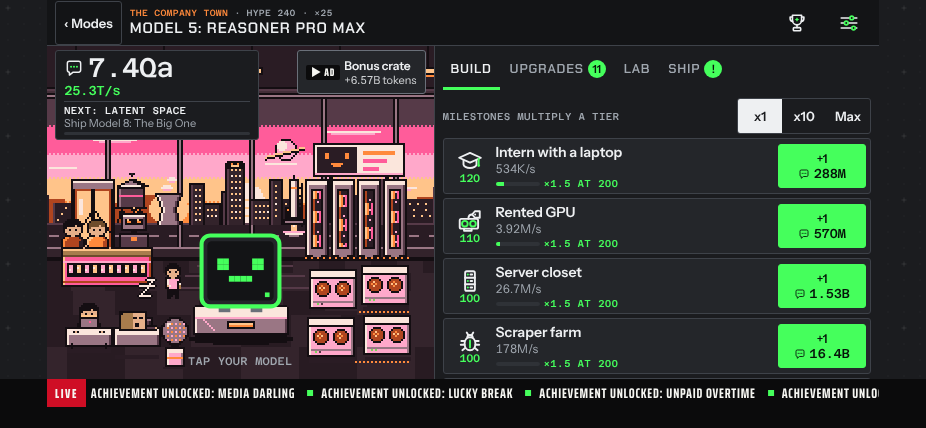 ‹ Modes
THE COMPANY TOWN · HYPE 240 · ×25
MODEL 5: REASONER PRO MAX
7.40a
25.3T/s
NEXT: LATENT SPACE
Ship Model 8: The Big One
▶ AD
Bonus crate
+6.57B tokens
BUILD
UPGRADES 11
LAB
SHIP !
MILESTONES MULTIPLY A TIER
x1
x10
Max
Intern with a laptop
534K/s
120
×1.5 AT 200
+1
288M
Rented GPU
3.92M/s
110
×1.5 AT 200
+1
570M
Server closet
26.7M/s
100
×1.5 AT 200
+1
1.53B
Scraper farm
178M/s
100
×1.5 AT 200
+1
16.4B
Z
TAP YOUR MODEL
LIVE
ACHIEVEMENT UNLOCKED: MEDIA DARLING
ACHIEVEMENT UNLOCKED: LUCKY BREAK
ACHIEVEMENT UNLOCKED: UNPAID OVERTIME
ACHIEVEMENT UNLO